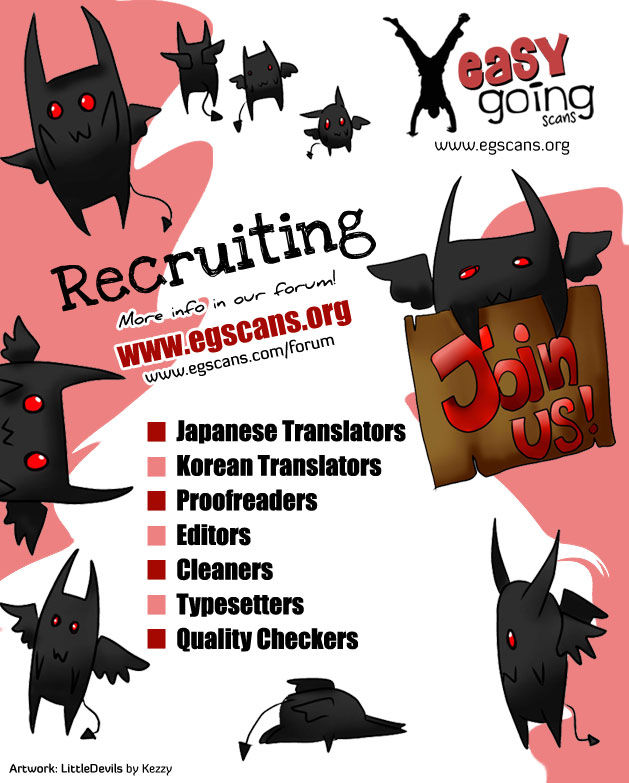 easy
going
scans
www.egscans.org
Recruiting
More info in our forum!
www.egscans.org
www.egscans.com/forum
Join
us!
Japanese Translators
Korean Translators
Proofreaders
Editors
Cleaners
Typesetters
Quality Checkers
Artwork: LittleDevils by Kezzy